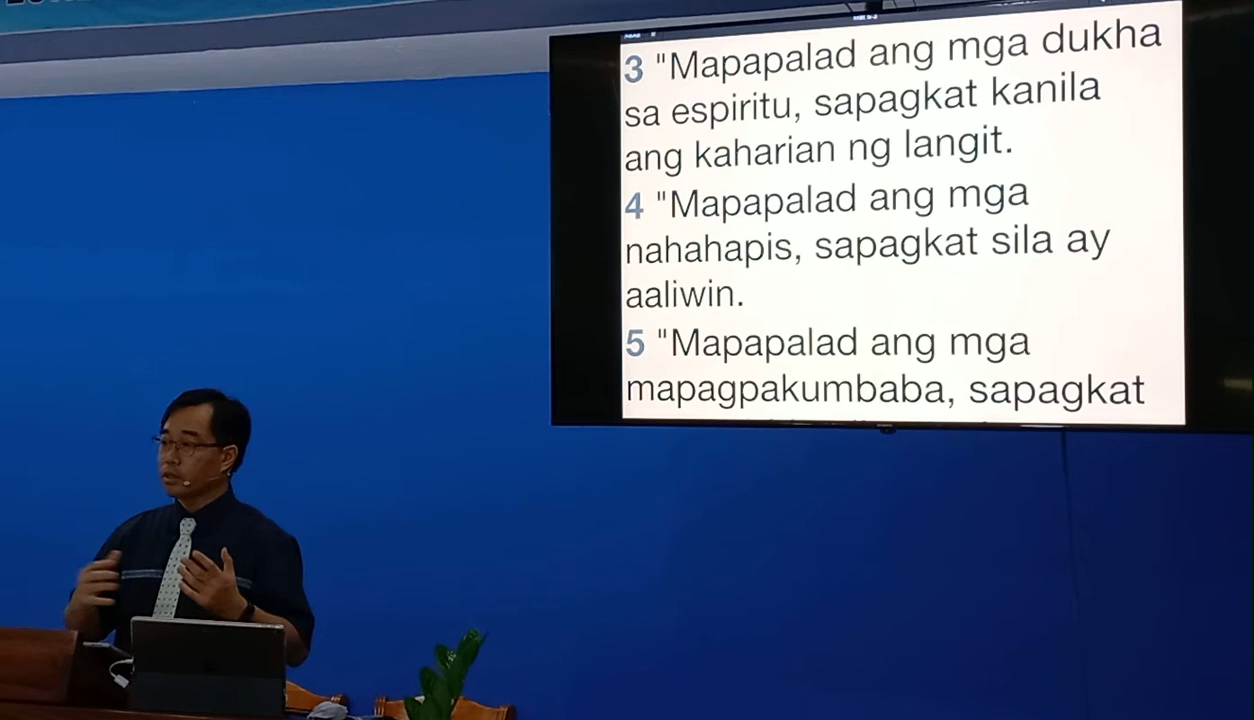 3 "Mapapalad ang mga dukha
sa espiritu, sapagkat kanila
ang kaharian ng langit.
4 "Mapapalad ang mga
nahahapis, sapagkat sila ay
aaliwin.
5 "Mapapalad ang mga
mapagpakumbaba, sapagkat